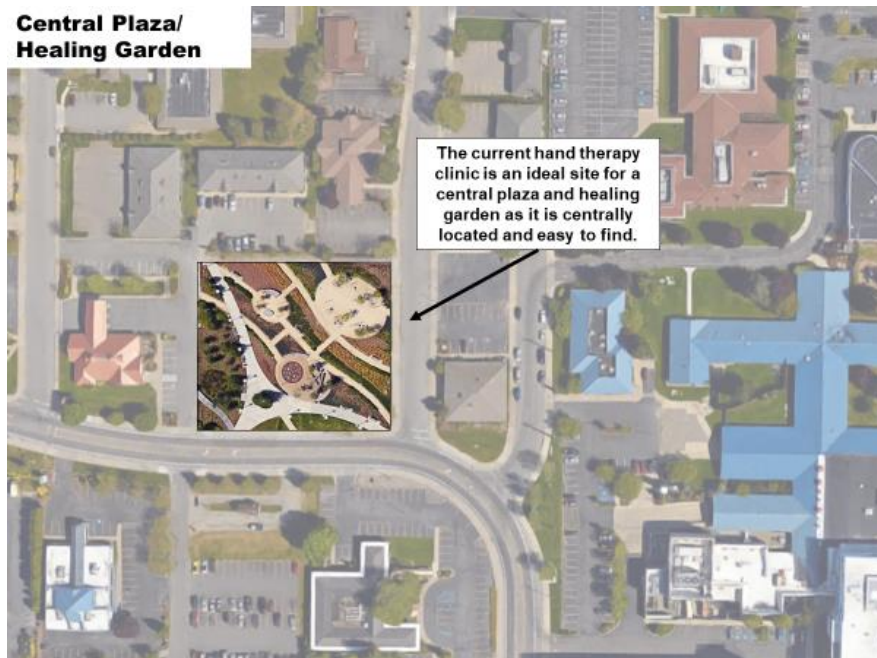 Central Plaza/
Healing Garden
The current hand therapy
clinic is an ideal site for a
central plaza and healing
garden as it is centrally
located and easy to find.